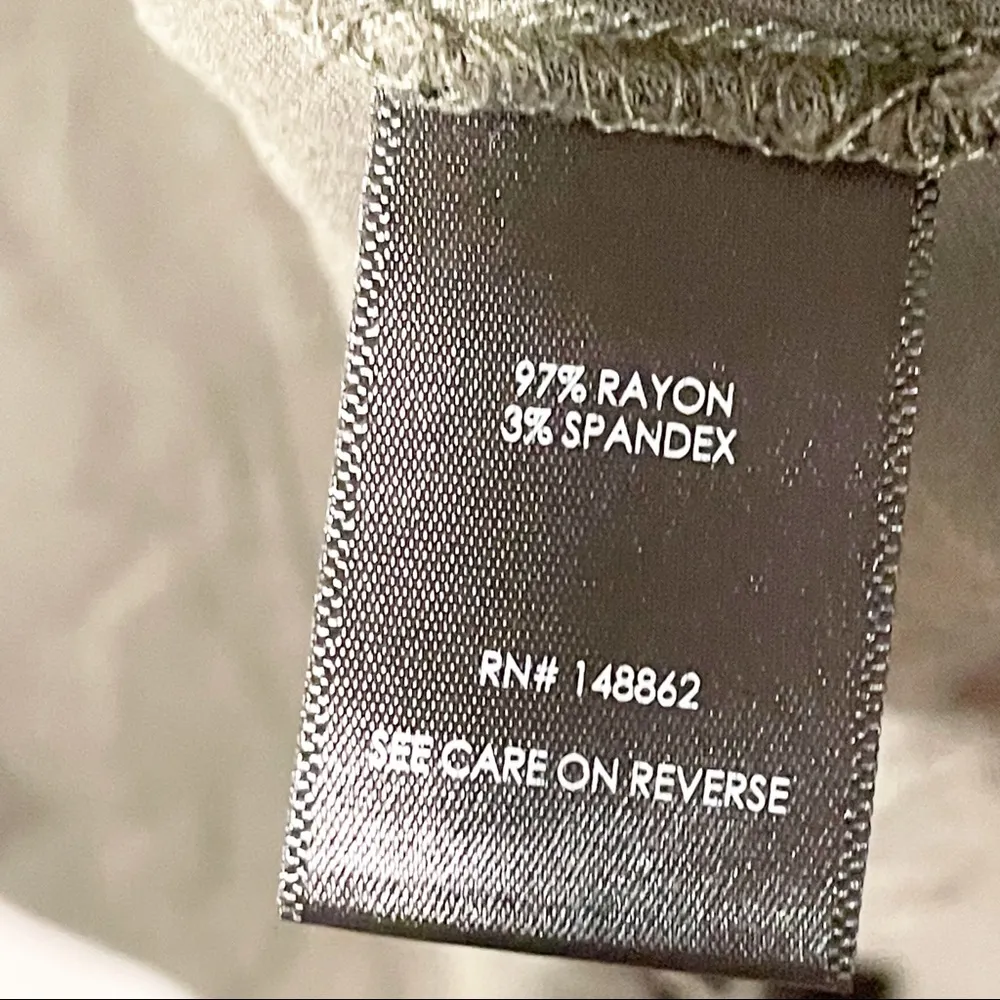 97% RAYON
3% SPANDEX
RN# 148862
SEE CARE ON REVERSE